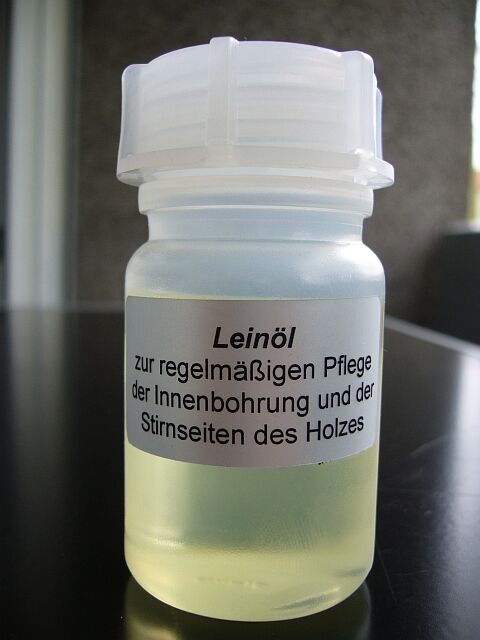 Leinöl
zur regelmäßigen Pflege
der Innenbohrung und der
Stirnseiten des Holzes